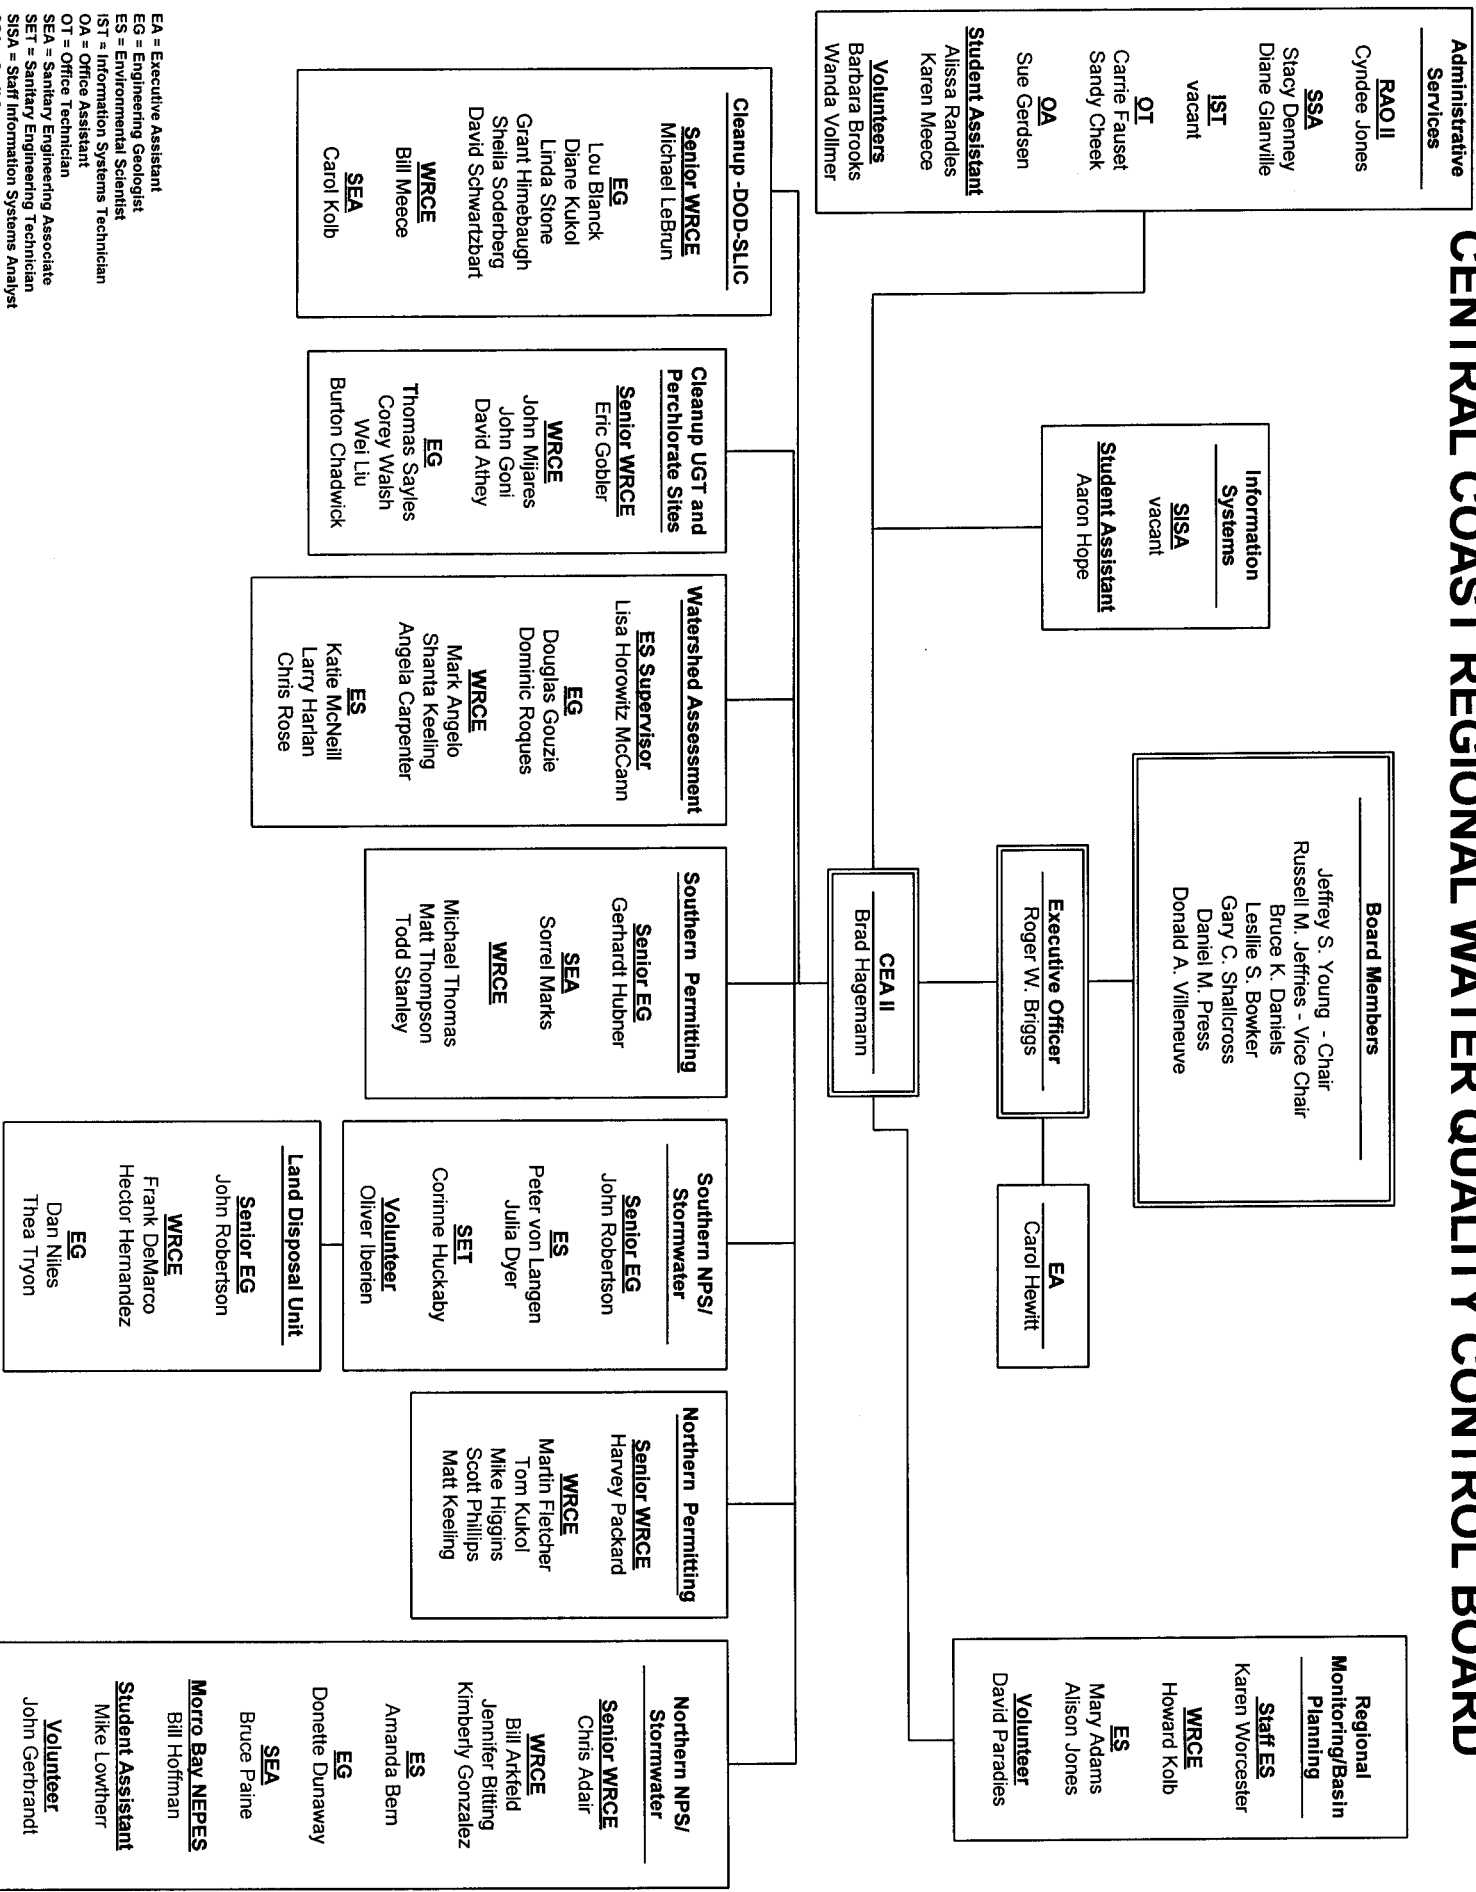 CENTRAL COAST REGIONAL WATER QUALITY CONTROL BOARD
Board Members
Jeffrey S. Young - Chair
Russell M. Jeffries - Vice Chair
Bruce K. Daniels
Lesllie S. Bowker
Gary C. Shallcross
Daniel M. Press
Donald A. Villeneuve
Executive Officer
Roger W. Briggs
EA
Carol Hewitt
CEA II
Brad Hagemann
Administrative
Services
RAO II
Cyndee Jones
SSA
Stacy Denney
Diane Glanville
IST
vacant
OT
Carrie Fauset
Sandy Cheek
OA
Sue Gerdsen
Student Assistant
Alissa Randles
Karen Meece
Volunteers
Barbara Brooks
Wanda Vollmer
Information
Systems
SISA
vacant
Student Assistant
Aaron Hope
Regional
Monitoring/Basin
Planning
Staff ES
Karen Worcester
WRCE
Howard Kolb
ES
Mary Adams
Alison Jones
Volunteer
David Paradies
Cleanup -DOD-SLIC
Senior WRCE
Michael LeBrun
EG
Lou Blanck
Diane Kukol
Linda Stone
Grant Himebaugh
Sheila Soderberg
David Schwartzbart
WRCE
Bill Meece
SEA
Carol Kolb
Cleanup UGT and
Perchlorate Sites
Senior WRCE
Eric Gobler
WRCE
John Mijares
John Goni
David Athey
EG
Thomas Sayles
Corey Walsh
Wei Liu
Burton Chadwick
Watershed Assessment
ES Supervisor
Lisa Horowitz McCann
EG
Douglas Gouzie
Dominic Roques
WRCE
Mark Angelo
Shanta Keeling
Angela Carpenter
ES
Katie McNeill
Larry Harlan
Chris Rose
Southern Permitting
Senior EG
Gerhardt Hubner
SEA
Sorrel Marks
WRCE
Michael Thomas
Matt Thompson
Todd Stanley
Southern NPS/
Stormwater
Senior EG
John Robertson
ES
Peter von Langen
Julia Dyer
SET
Corinne Huckaby
Volunteer
Oliver Iberien
Land Disposal Unit
Senior EG
John Robertson
WRCE
Frank DeMarco
Hector Hernandez
EG
Dan Niles
Thea Tryon
Northern Permitting
Senior WRCE
Harvey Packard
WRCE
Martin Fletcher
Tom Kukol
Mike Higgins
Scott Phillips
Matt Keeling
Northern NPS/
Stormwater
Senior WRCE
Chris Adair
WRCE
Bill Arkfeld
Jennifer Bitting
Kimberly Gonzalez
ES
Amanda Bern
EG
Donette Dunaway
SEA
Bruce Paine
Morro Bay NEPES
Bill Hoffman
Student Assistant
Mike Lowtherr
Volunteer
John Gerbrandt
EA = Executive Assistant
EG = Engineering Geologist
ES = Environmental Scientist
IST = Information Systems Technician
OA = Office Assistant
OT = Office Technician
SEA = Sanitary Engineering Associate
SET = Sanitary Engineering Technician
SISA = Staff Information Systems Analyst